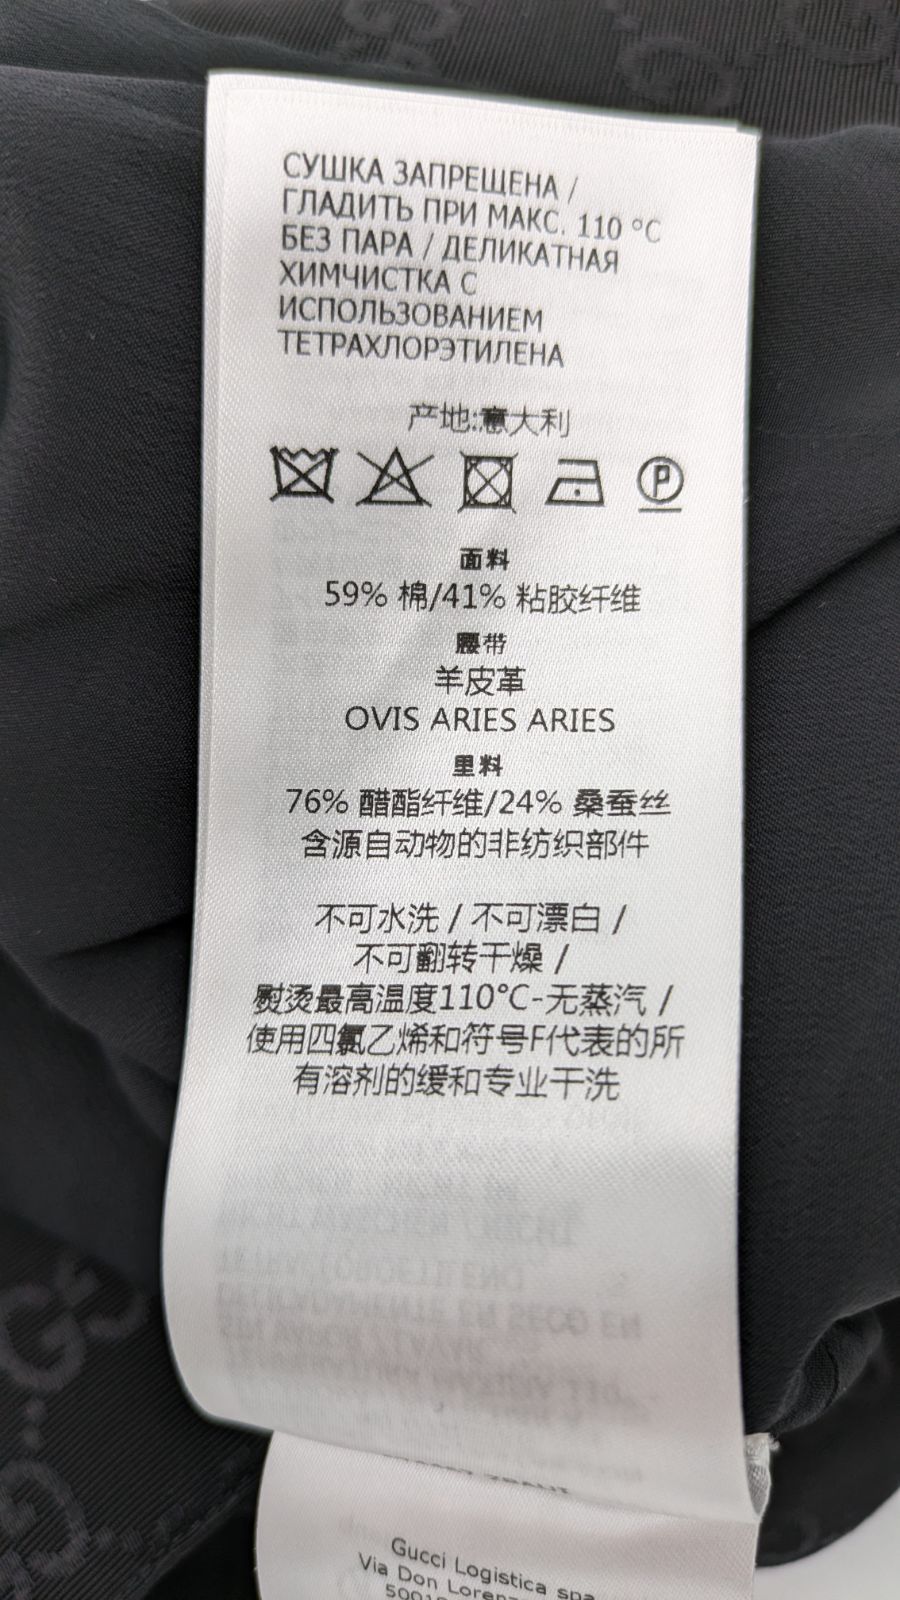 СУШКА ЗАПРЕЩЕНА /
ГЛАДИТЬ ПРИ МАКС. 110 °C
БЕЗ ПАРА / ДЕЛИКАТНАЯ
ХИМЧИСТКА С
ИСПОЛЬЗОВАНИЕМ
ТЕТРАХЛОРЭТИЛЕНА
产地:意大利
P
面料
59% 棉/41% 粘胶纤维
腰带
羊皮革
OVIS ARIES ARIES
里料
76% 醋酯纤维/24% 桑蚕丝
含源自动物的非纺织部件
不可水洗 / 不可漂白 /
不可翻转干燥 /
熨烫最高温度110°C-无蒸汽 /
使用四氯乙烯和符号F代表的所
有溶剂的缓和专业干洗
Gucci Logistica spa
Via Don